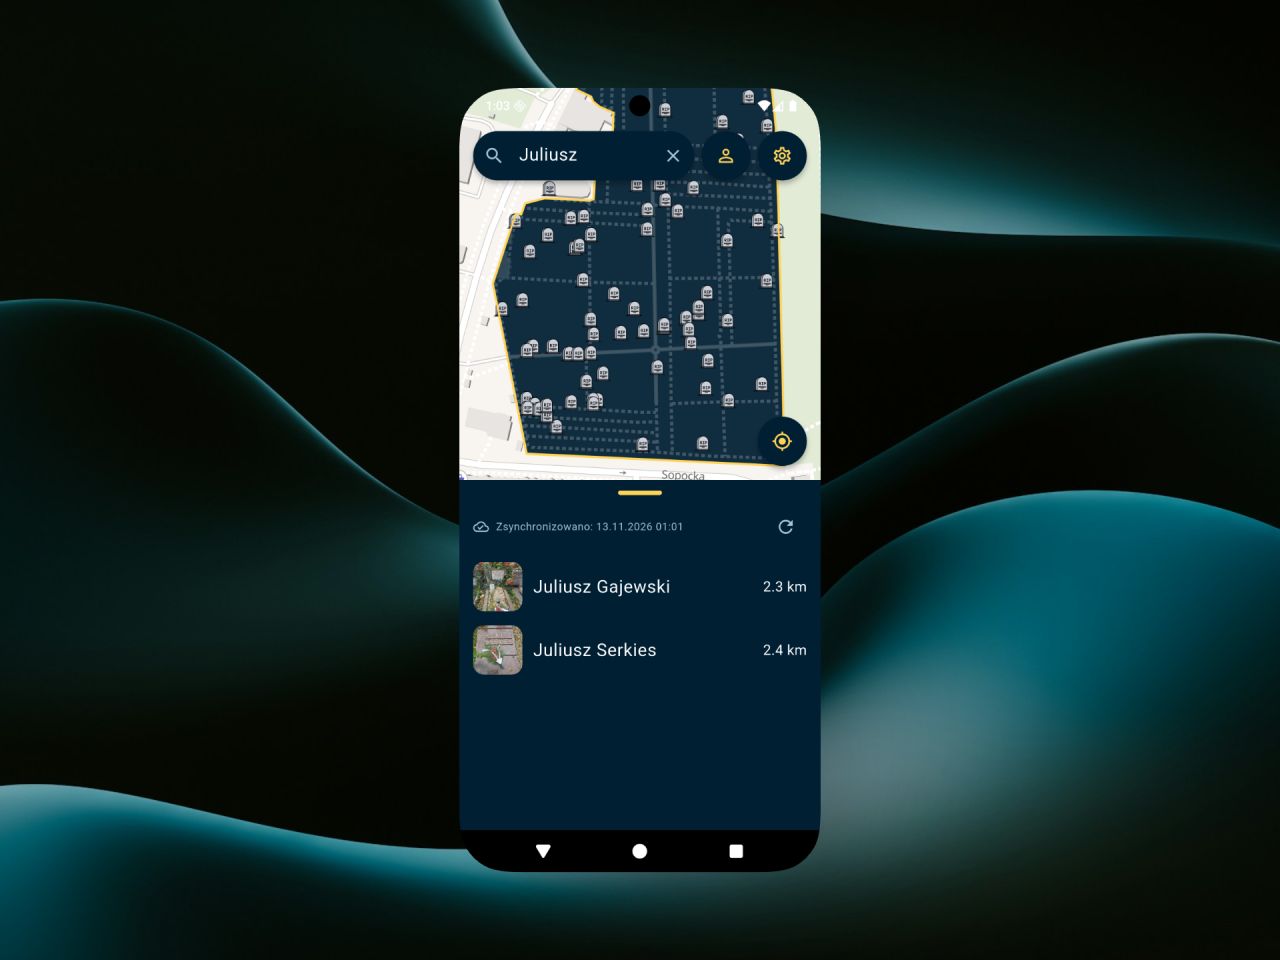 1:03
Juliusz
Sopocka
Zsynchronizowano: 13.11.2026 01:01
Juliusz Gajewski
2.3 km
Juliusz Serkies
2.4 km